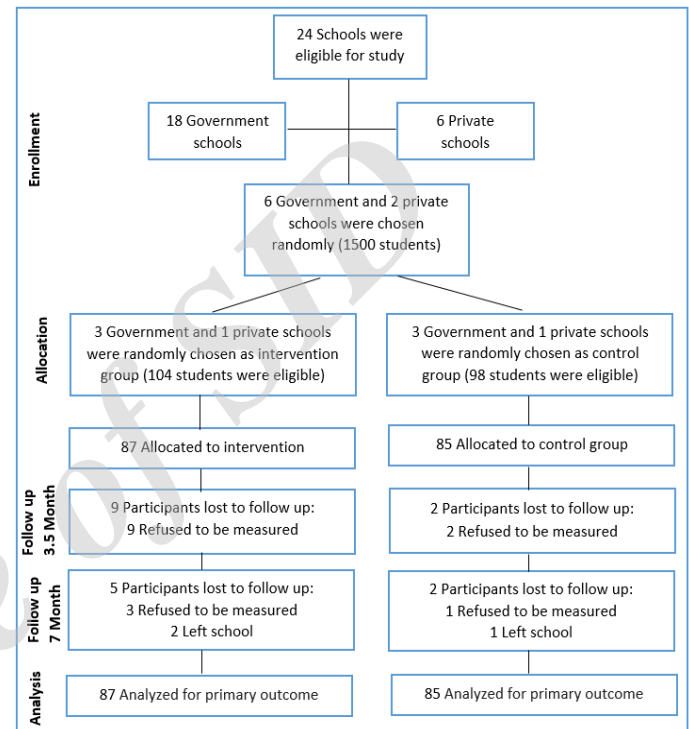 24 Schools were
eligible for study
18 Government
schools
6 Private
schools
Enrollment
6 Government and 2 private
schools were chosen
randomly (1500 students)
Allocation
3 Government and 1 private schools
were randomly chosen as intervention
group (104 students were eligible)
3 Government and 1 private schools
were randomly chosen as control
group (98 students were eligible)
87 Allocated to intervention
85 Allocated to control group
Follow up
3.5 Month
9 Participants lost to follow up:
9 Refused to be measured
2 Participants lost to follow up:
2 Refused to be measured
Follow up
7 Month
5 Participants lost to follow up:
3 Refused to be measured
2 Left school
2 Participants lost to follow up:
1 Refused to be measured
1 Left school
Analysis
87 Analyzed for primary outcome
85 Analyzed for primary outcome
e of SID